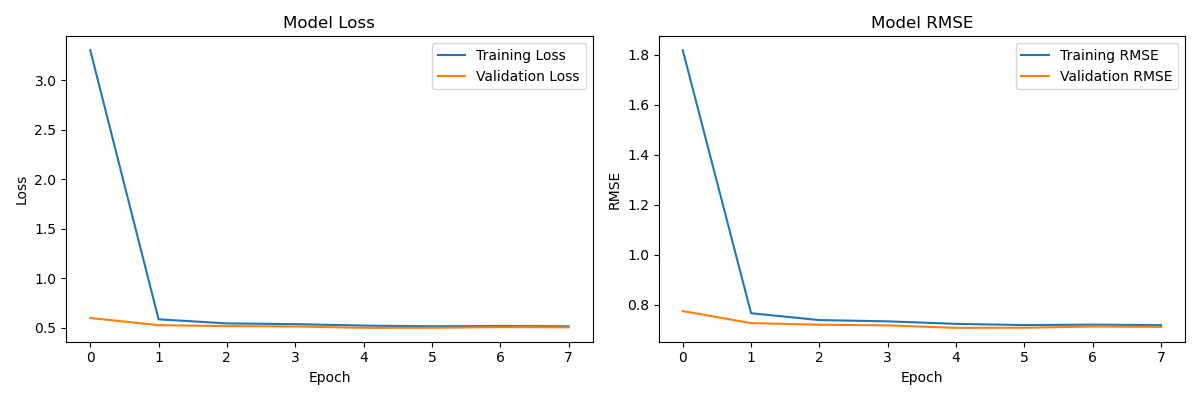 Model Loss
Training Loss
Validation Loss
3.0
2.5
2.0
1.5
1.0
0.5
Loss
0 1 2 3 4 5 6 7
Epoch
Model RMSE
Training RMSE
Validation RMSE
1.8
1.6
1.4
1.2
1.0
0.8
RMSE
0 1 2 3 4 5 6 7
Epoch